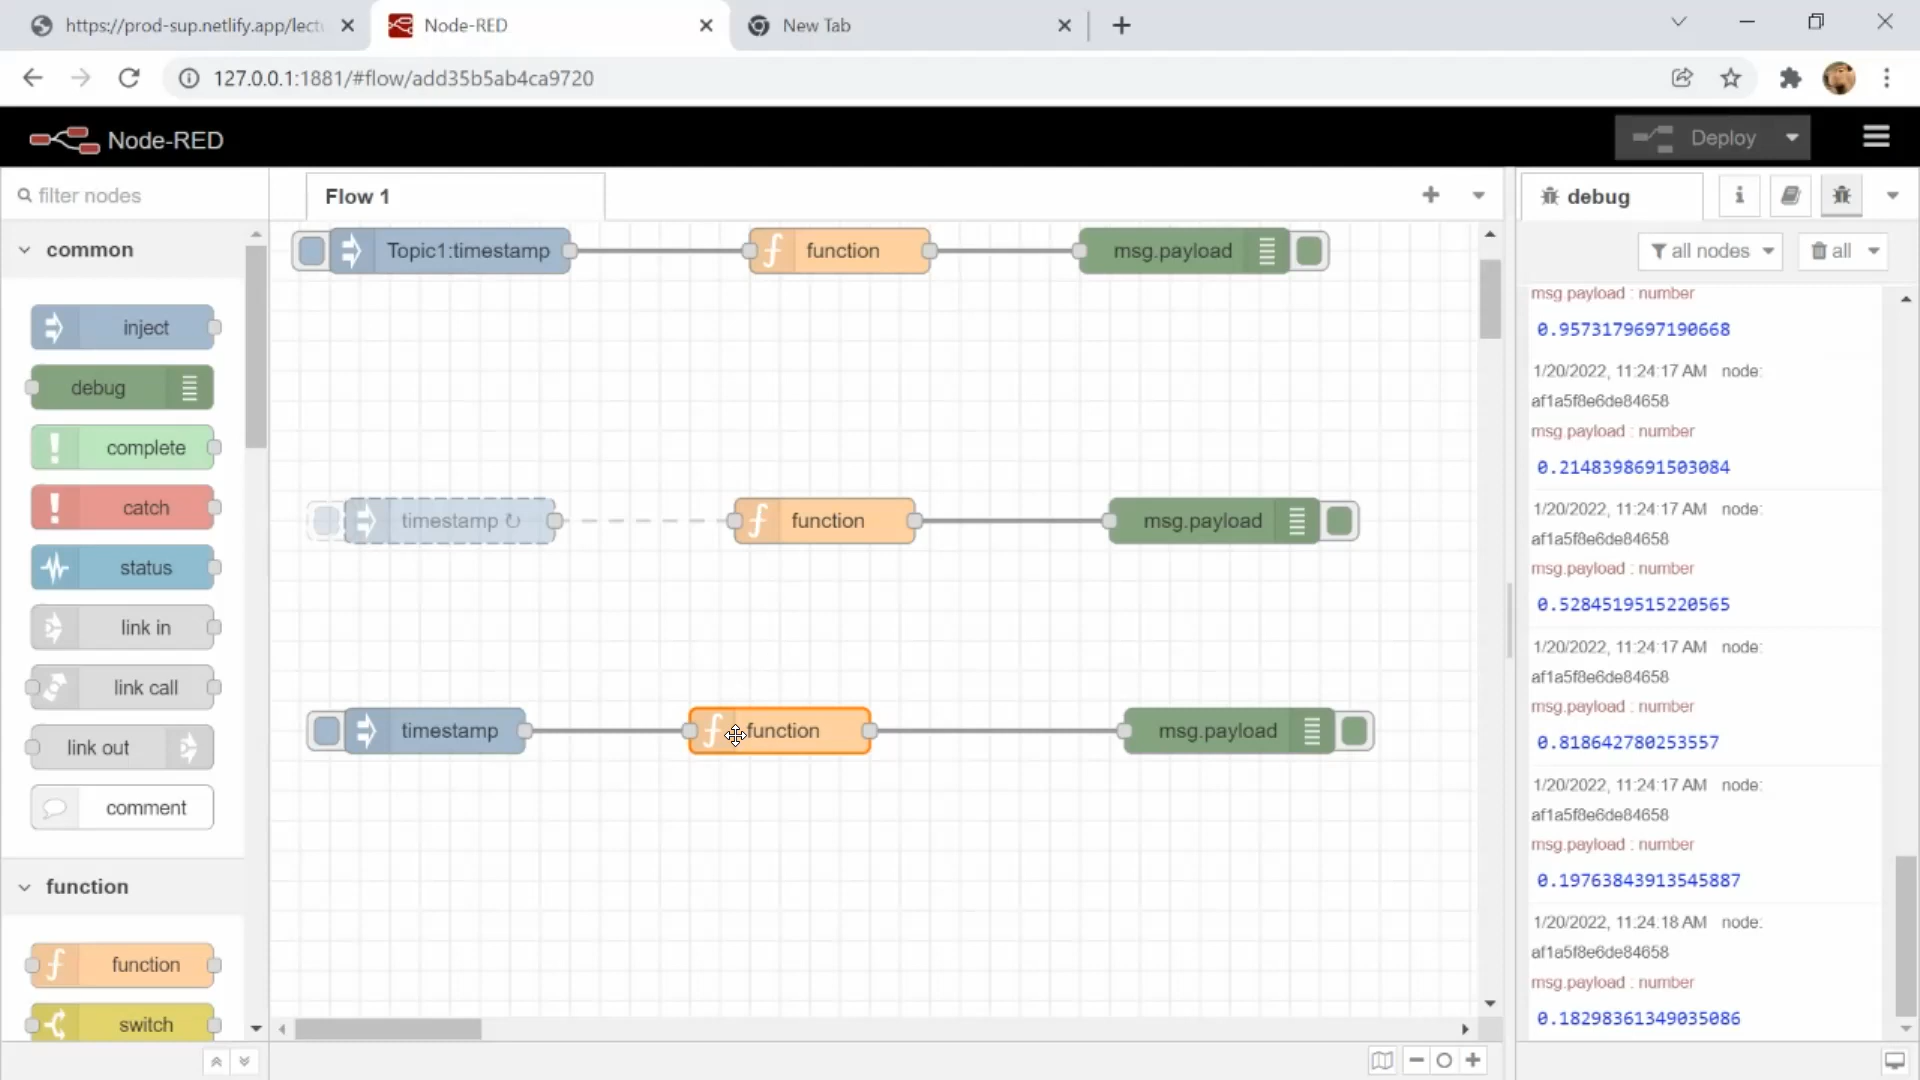 https://prod-sup.netlify.app/lect
Node-RED
New Tab
127.0.0.1:1881/#flow/add35b5ab4ca9720
Node-RED
Deploy
filter nodes
Flow 1
debug
common
all nodes
all
inject
debug
complete
catch
status
link in
link call
link out
comment
function
function
switch
Topic1:timestamp
function
msg.payload
timestamp ↻
function
msg.payload
timestamp
function
msg.payload
msg.payload : number
0.9573179697190668
1/20/2022, 11:24:17 AM node:
af1a5f8e6de84658
msg.payload : number
0.2148398691503084
1/20/2022, 11:24:17 AM node:
af1a5f8e6de84658
msg.payload : number
0.5284519515220565
1/20/2022, 11:24:17 AM node:
af1a5f8e6de84658
msg.payload : number
0.818642780253557
1/20/2022, 11:24:17 AM node:
af1a5f8e6de84658
msg.payload : number
0.19763843913545887
1/20/2022, 11:24:18 AM node:
af1a5f8e6de84658
msg.payload : number
0.18298361349035086